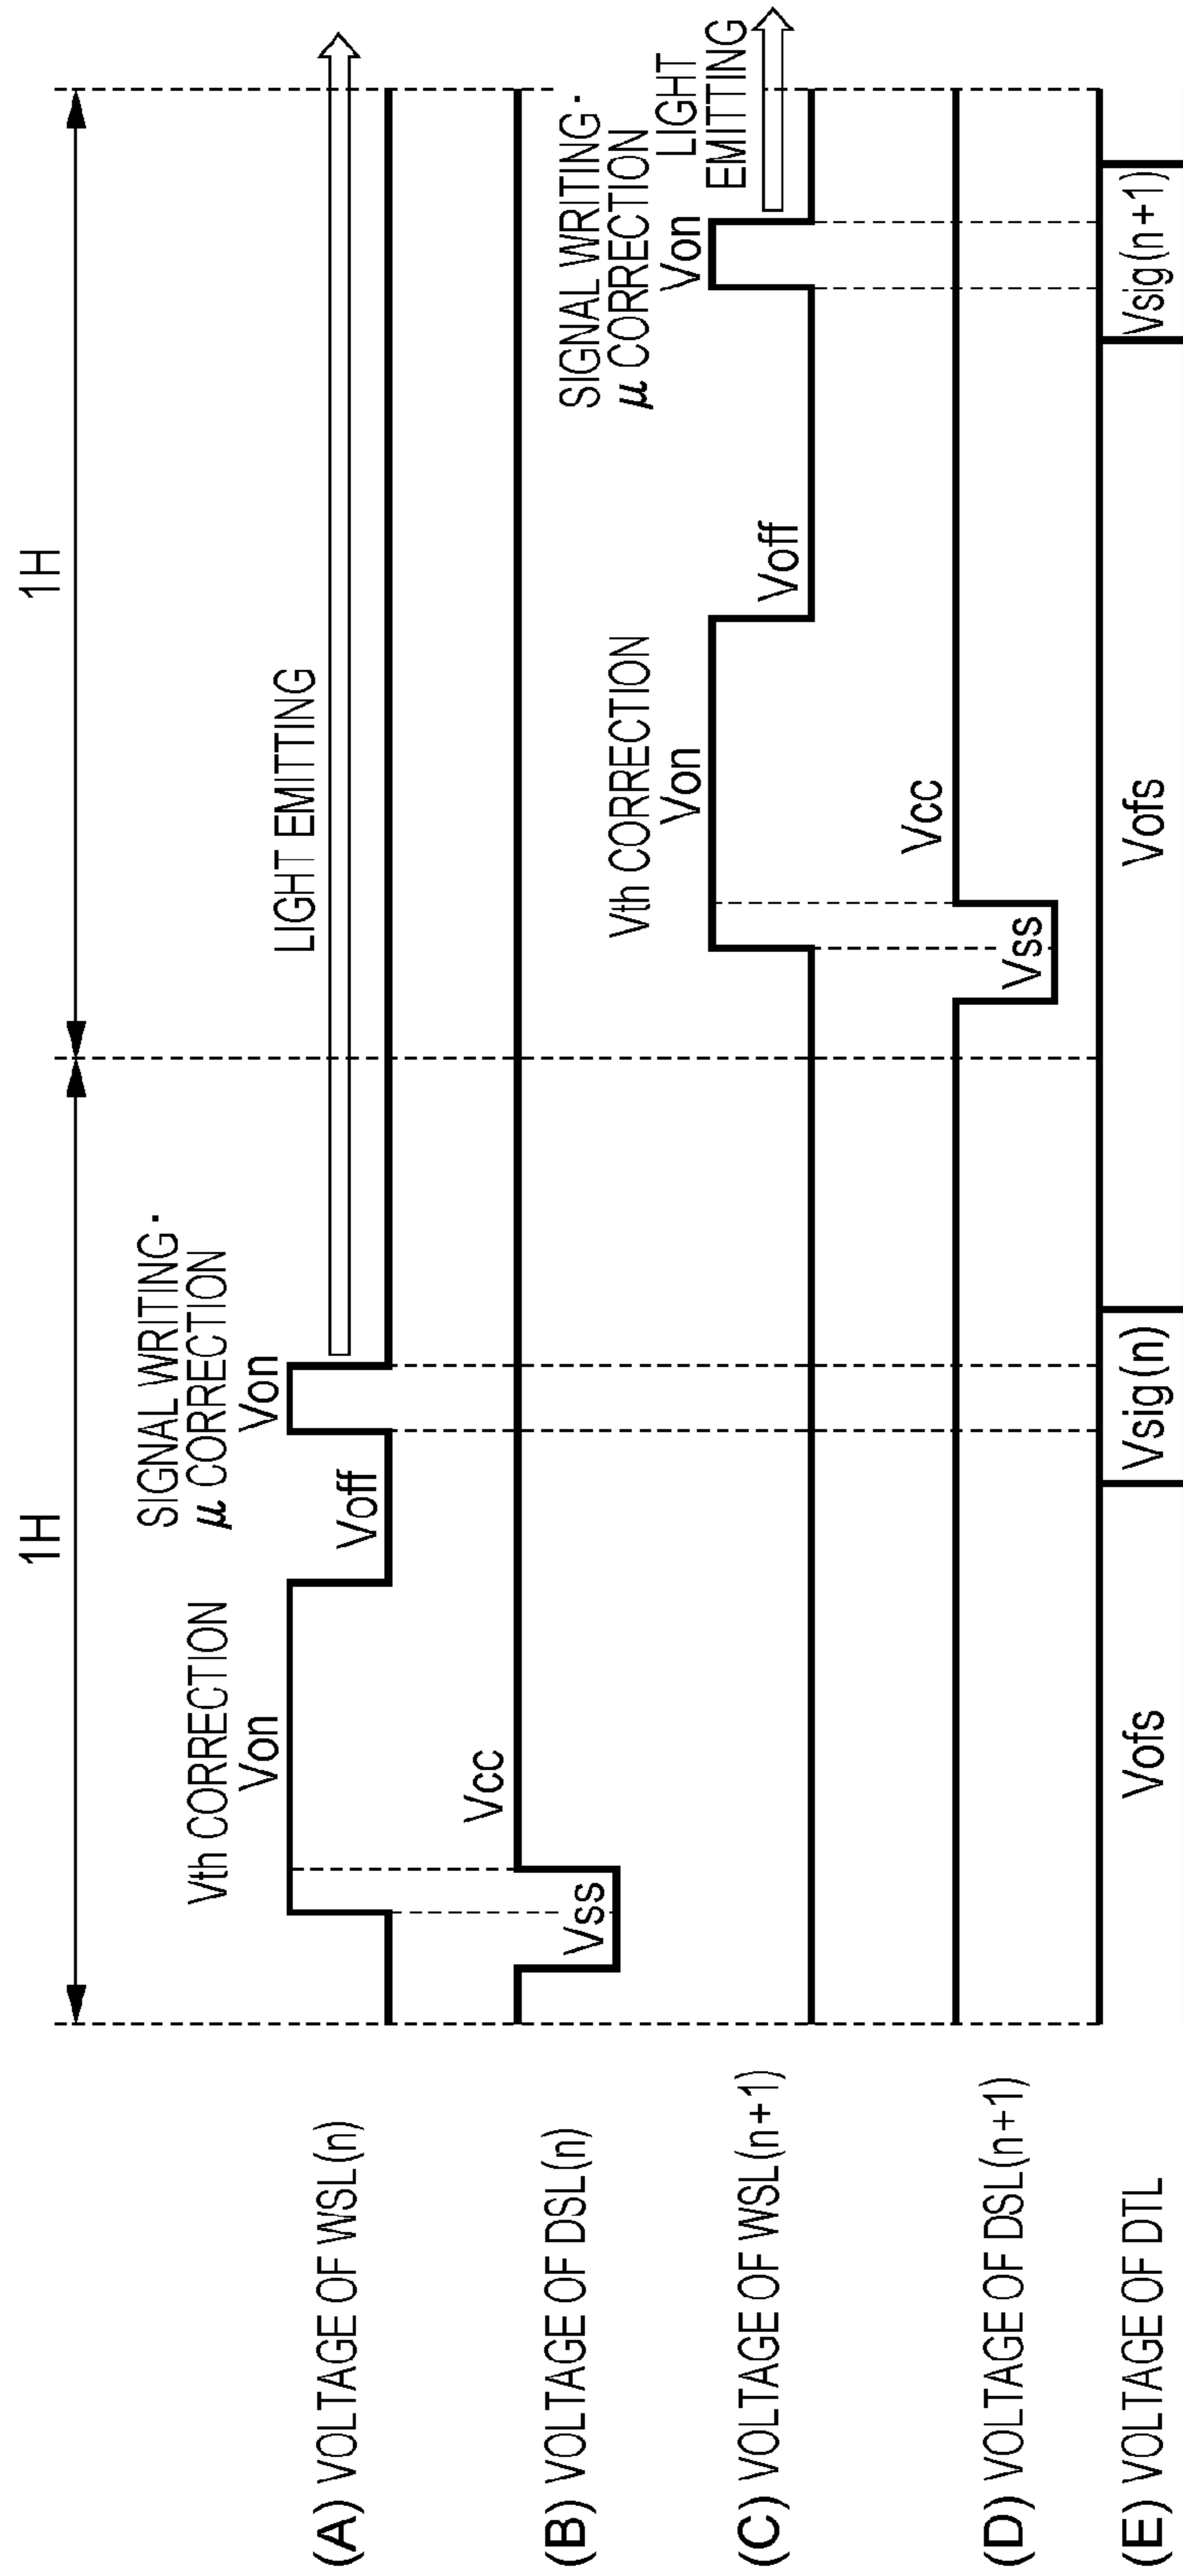 1H
1H
SIGNAL WRITING·
μ CORRECTION
Vth CORRECTION
Von
Von
LIGHT EMITTING
(A) VOLTAGE OF WSL(n)
Voff
Vcc
(B) VOLTAGE OF DSL(n)
Vss
SIGNAL WRITING·
μ CORRECTION
Vth CORRECTION
Von
Von
LIGHT
EMITTING
(C) VOLTAGE OF WSL(n+1)
Voff
Vcc
(D) VOLTAGE OF DSL(n+1)
Vss
(E) VOLTAGE OF DTL
Vofs
Vsig(n)
Vofs
Vsig(n+1)